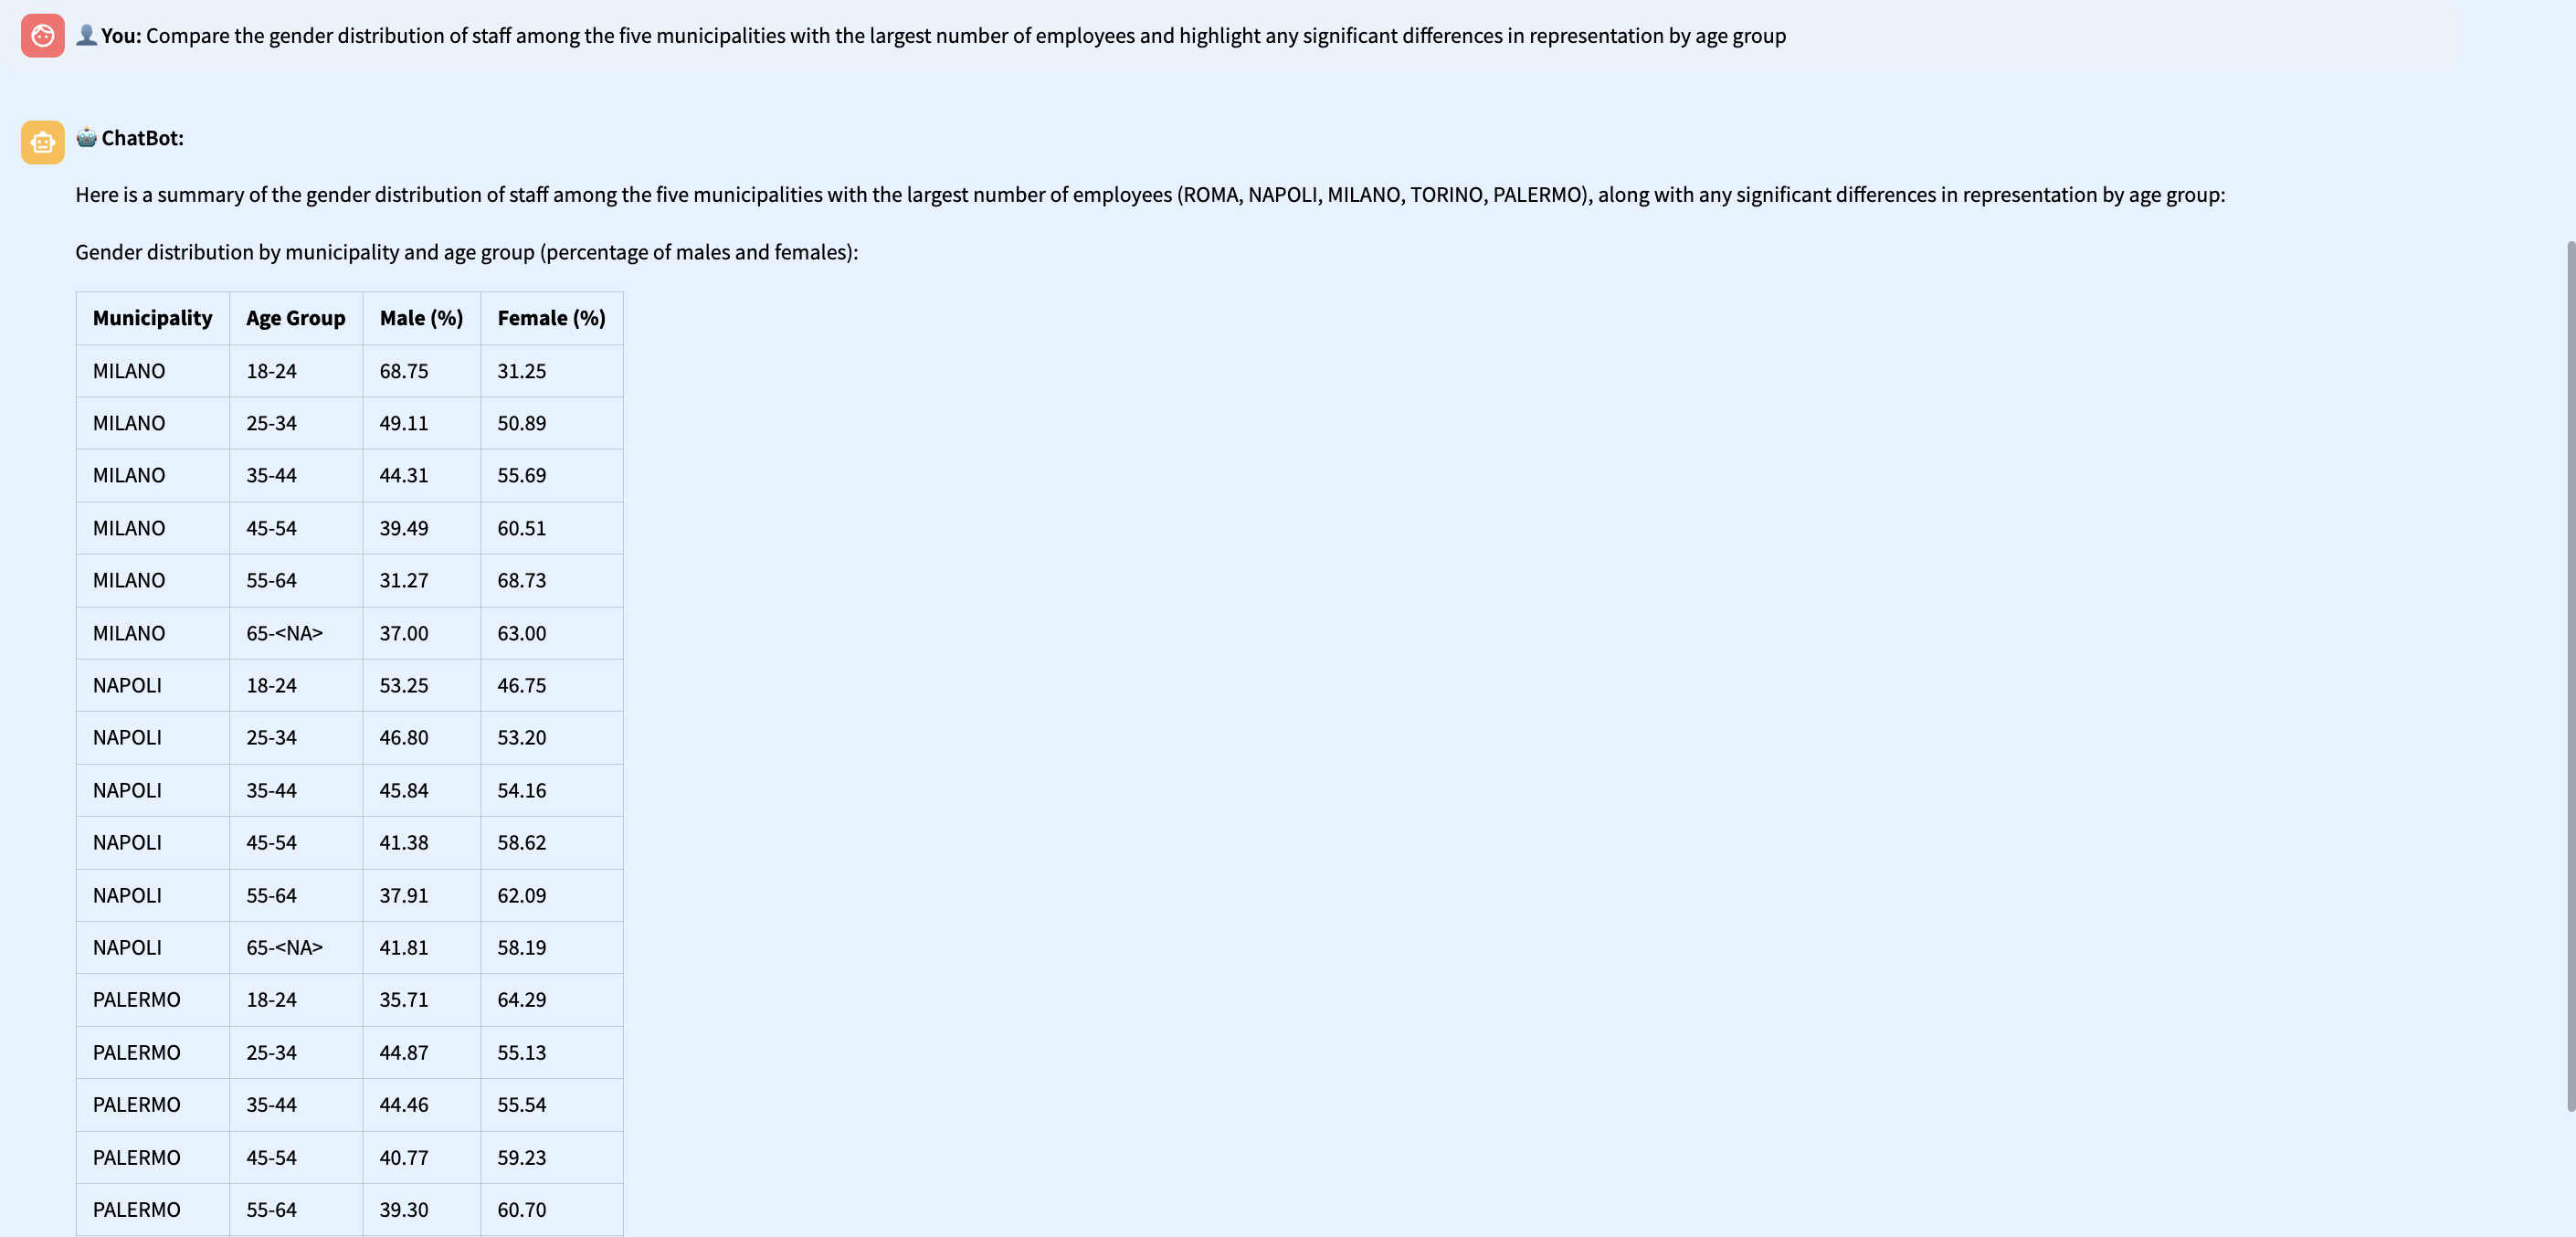 You: Compare the gender distribution of staff among the five municipalities with the largest number of employees and highlight any significant differences in representation by age group
ChatBot:
Here is a summary of the gender distribution of staff among the five municipalities with the largest number of employees (ROMA, NAPOLI, MILANO, TORINO, PALERMO), along with any significant differences in representation by age group:
Gender distribution by municipality and age group (percentage of males and females):
Municipality Age Group Male (%) Female (%)
MILANO 18-24 68.75 31.25
MILANO 25-34 49.11 50.89
MILANO 35-44 44.31 55.69
MILANO 45-54 39.49 60.51
MILANO 55-64 31.27 68.73
MILANO 65-<NA> 37.00 63.00
NAPOLI 18-24 53.25 46.75
NAPOLI 25-34 46.80 53.20
NAPOLI 35-44 45.84 54.16
NAPOLI 45-54 41.38 58.62
NAPOLI 55-64 37.91 62.09
NAPOLI 65-<NA> 41.81 58.19
PALERMO 18-24 35.71 64.29
PALERMO 25-34 44.87 55.13
PALERMO 35-44 44.46 55.54
PALERMO 45-54 40.77 59.23
PALERMO 55-64 39.30 60.70